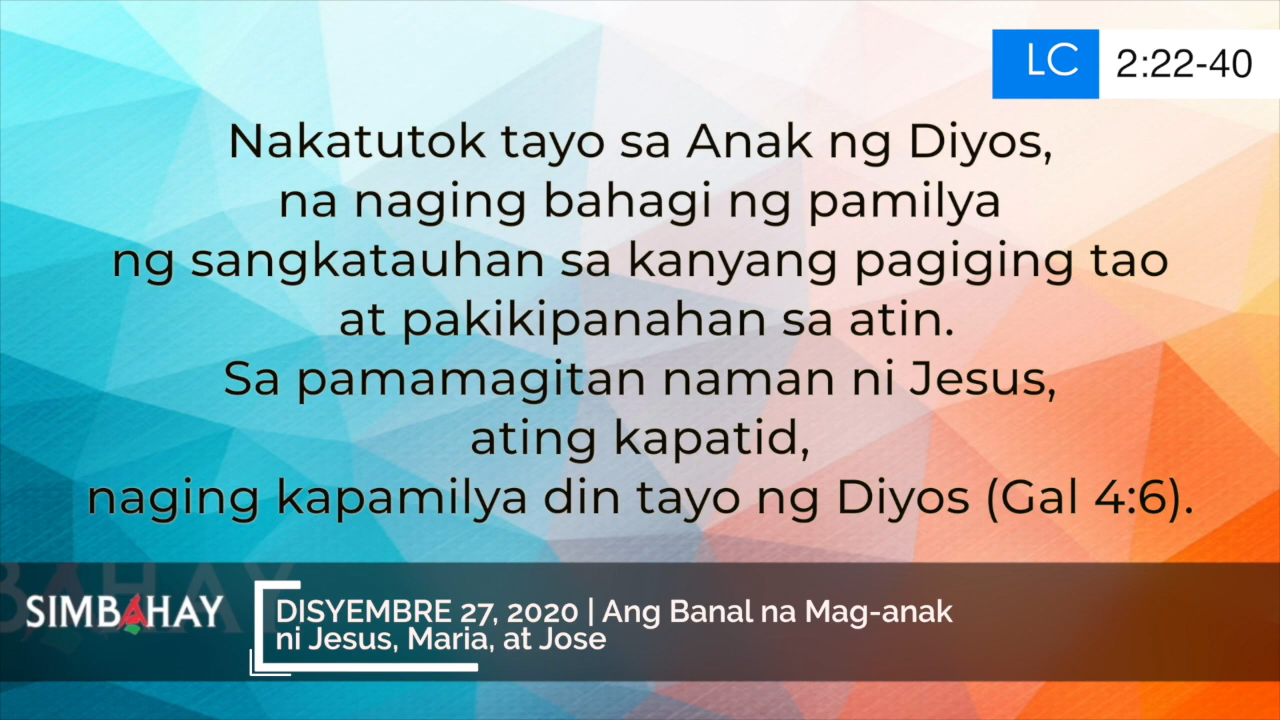 LC 2:22-40
Nakatutok tayo sa Anak ng Diyos,
na naging bahagi ng pamilya
ng sangkatauhan sa kanyang pagiging tao
at pakikipanahan sa atin.
Sa pamamagitan naman ni Jesus,
ating kapatid,
naging kapamilya din tayo ng Diyos (Gal 4:6).
SIMBAHAY
DISYEMBRE 27, 2020 | Ang Banal na Mag-anak
ni Jesus, Maria, at Jose